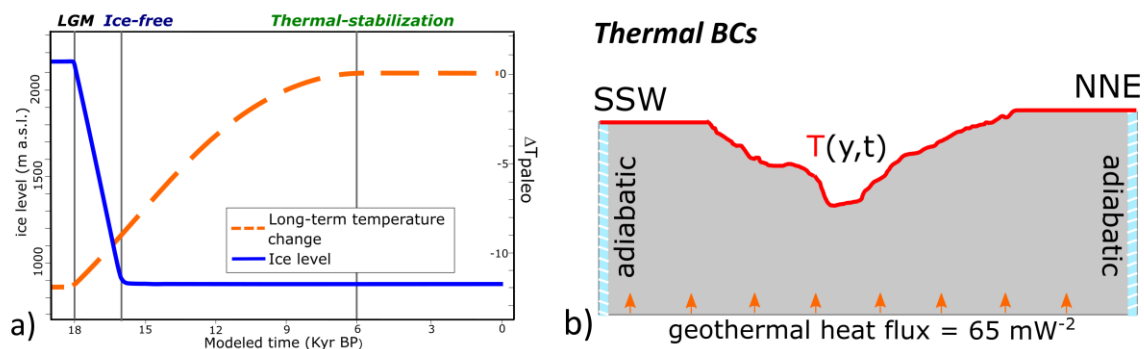 LGM Ice-free Thermal-stabilization
2000
1500
1000
900
ice level (m a.s.l.)
0
-5
-10
ΔTpaleo
Long-term temperature
change
Ice level
18 15 12 9 6 3 0
Modeled time (Kyr BP)
a)
Thermal BCs
SSW
NNE
T(y,t)
adiabatic
adiabatic
geothermal heat flux = 65 mW-2
b)